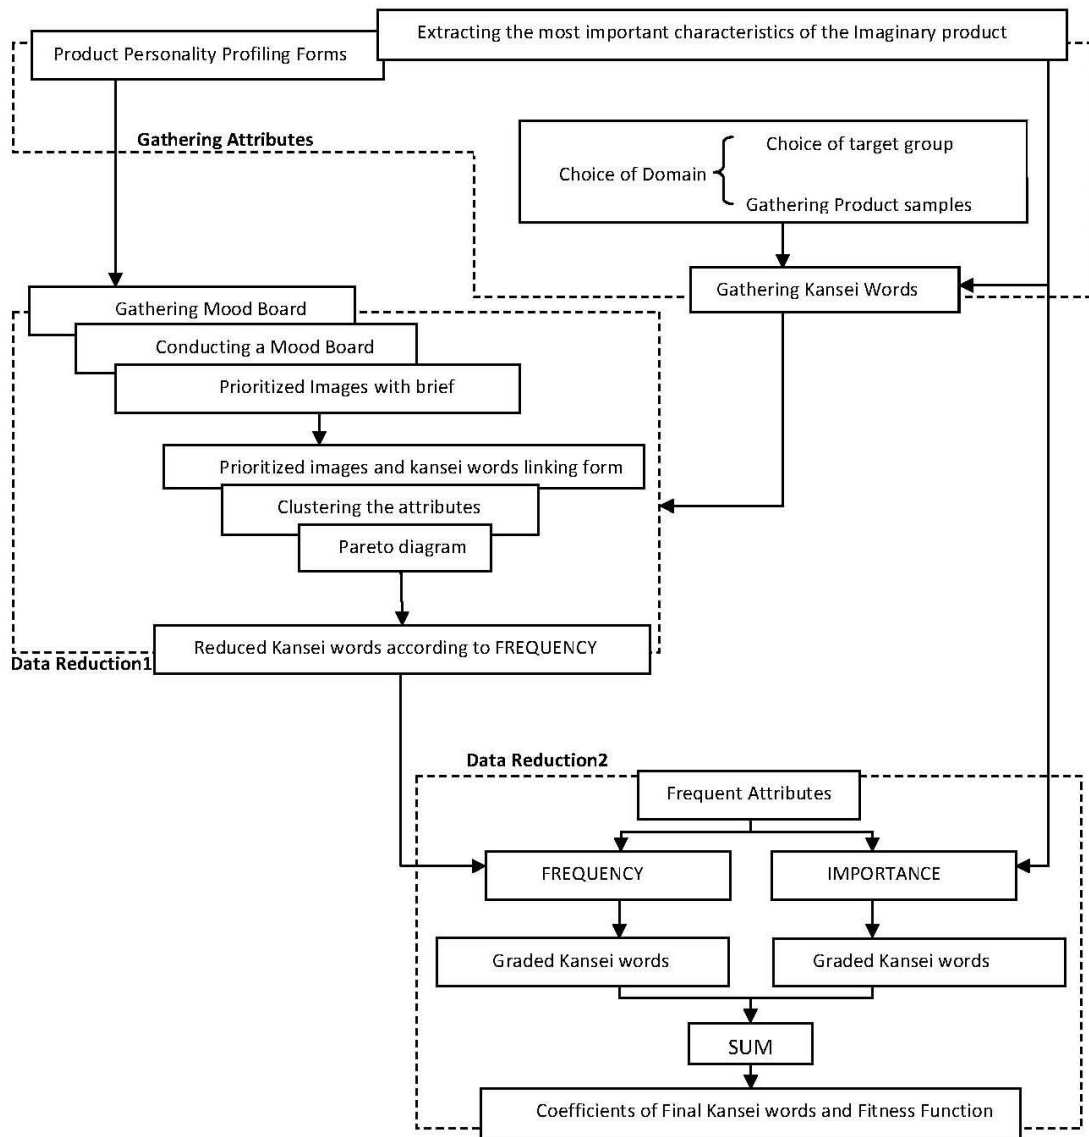 Extracting the most important characteristics of the Imaginary product
Product Personality Profiling Forms
Gathering Attributes
Choice of target group
Choice of Domain
Gathering Product samples
Gathering Kansei Words
Gathering Mood Board
Conducting a Mood Board
Prioritized Images with brief
Prioritized images and kansei words linking form
Clustering the attributes
Pareto diagram
Reduced Kansei words according to FREQUENCY
Data Reduction1
Data Reduction2
Frequent Attributes
FREQUENCY
IMPORTANCE
Graded Kansei words
Graded Kansei words
SUM
Coefficients of Final Kansei words and Fitness Function